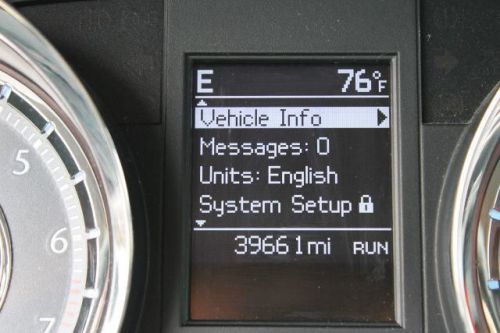 E 76°F
Vehicle Info
Messages: 0
Units: English
System Setup
39661mi RUN
5
6
7